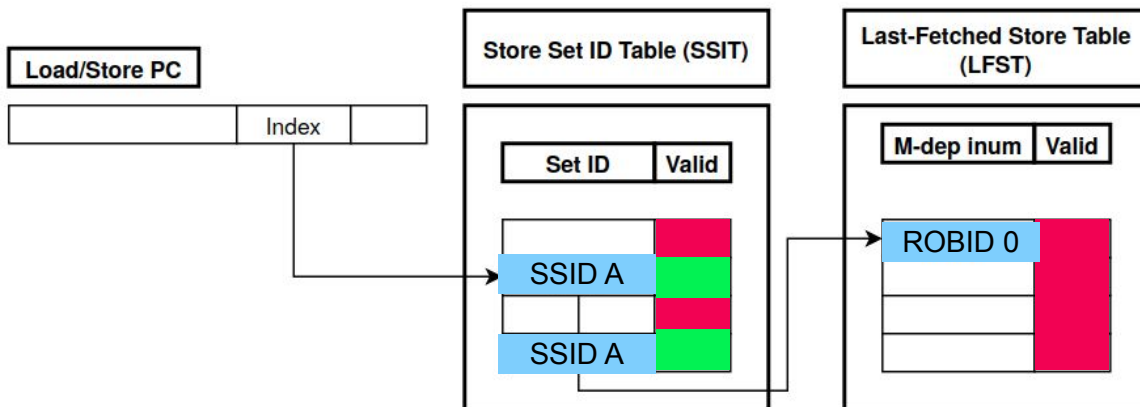 Load/Store PC
Index
Store Set ID Table (SSIT)
Set ID Valid
SSID A
SSID A
Last-Fetched Store Table
(LFST)
M-dep inum Valid
ROBID 0